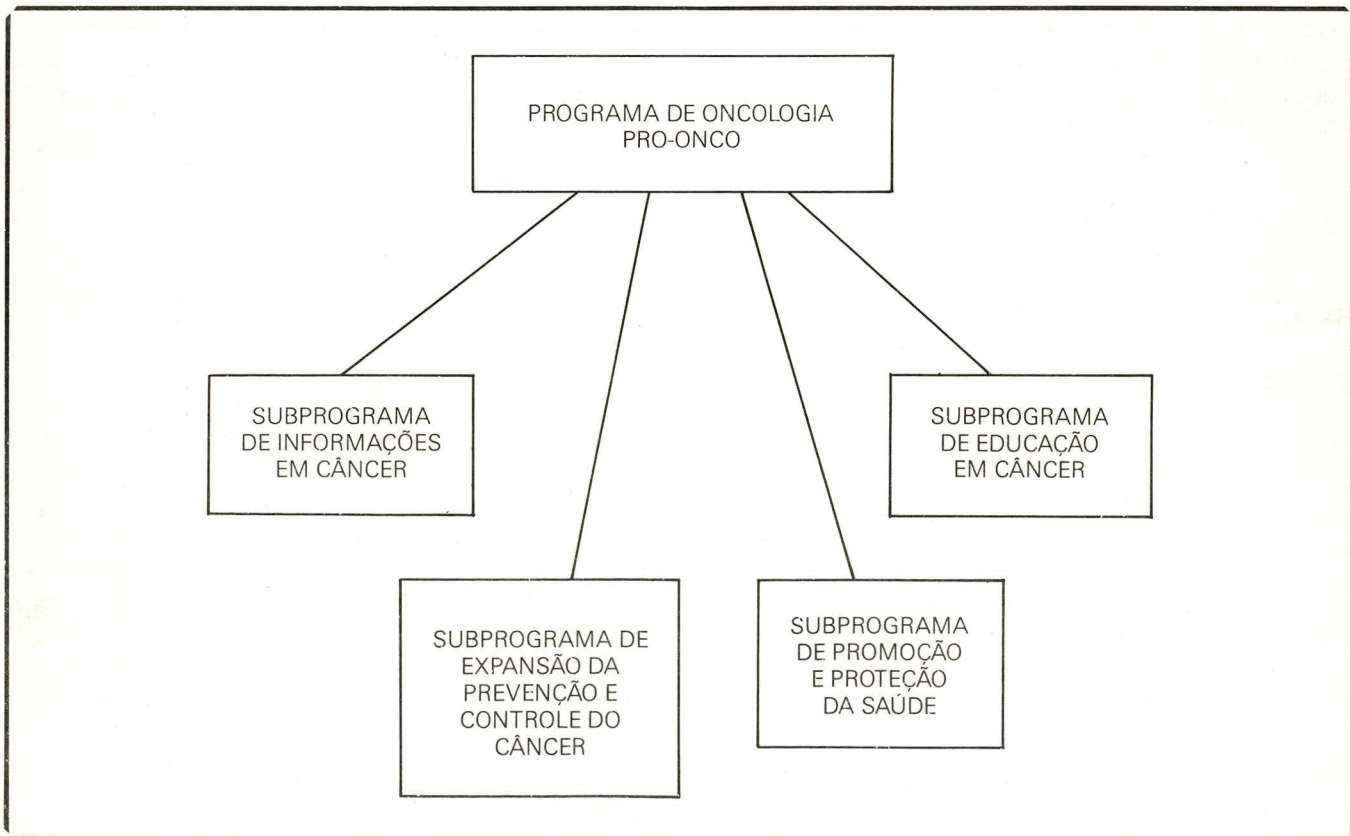 PROGRAMA DE ONCOLOGIA
PRO-ONCO
SUBPROGRAMA
DE INFORMAÇÕES
EM CÂNCER
SUBPROGRAMA
DE EDUCAÇÃO
EM CÂNCER
SUBPROGRAMA DE
EXPANSÃO DA
PREVENÇÃO E
CONTROLE DO
CÂNCER
SUBPROGRAMA
DE PROMOÇÃO
E PROTEÇÃO
DA SAÚDE